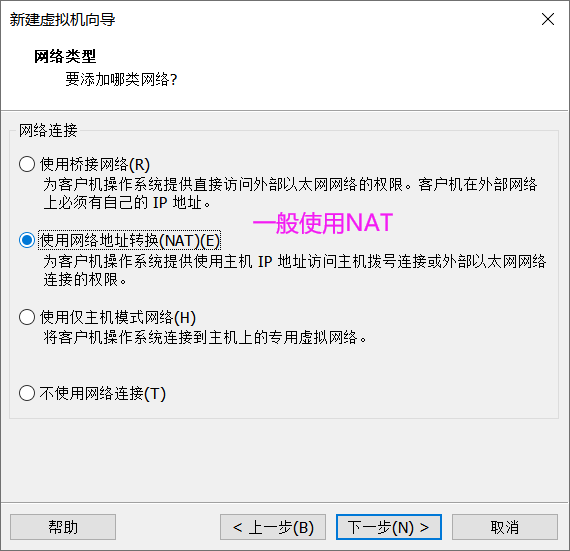 新建虚拟机向导
网络类型
要添加哪类网络?
网络连接
使用桥接网络(R)
为客户机操作系统提供直接访问外部以太网网络的权限。客户机在外部网络
上必须有自己的 IP 地址。
一般使用NAT
使用网络地址转换(NAT)(E)
为客户机操作系统提供使用主机 IP 地址访问主机拨号连接或外部以太网网络
连接的权限。
使用仅主机模式网络(H)
将客户机操作系统连接到主机上的专用虚拟网络。
不使用网络连接(T)
帮助
< 上一步(B)
下一步(N) >
取消